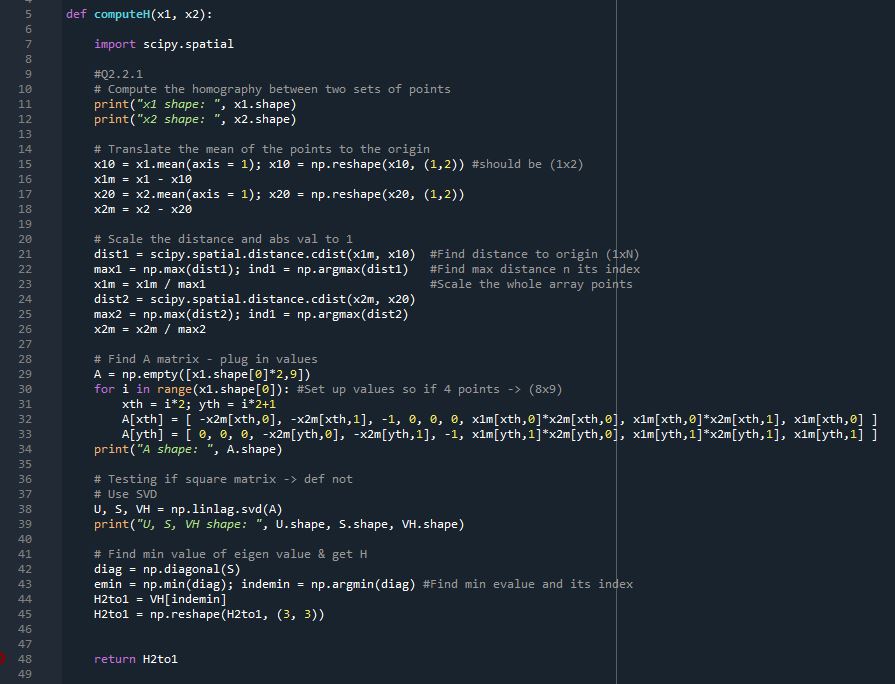 5 def computeH(x1, x2):
6
7 import scipy.spatial
8
9 #Q2.2.1
10 # Compute the homography between two sets of points
11 print("x1 shape: ", x1.shape)
12 print("x2 shape: ", x2.shape)
13
14 # Translate the mean of the points to the origin
15 x10 = x1.mean(axis = 1); x10 = np.reshape(x10, (1,2)) #should be (1x2)
16 x1m = x1 - x10
17 x20 = x2.mean(axis = 1); x20 = np.reshape(x20, (1,2))
18 x2m = x2 - x20
19
20 # Scale the distance and abs val to 1
21 dist1 = scipy.spatial.distance.cdist(x1m, x10) #Find distance to origin (1xN)
22 max1 = np.max(dist1); ind1 = np.argmax(dist1) #Find max distance n its index
23 x1m = x1m / max1 #Scale the whole array points
24 dist2 = scipy.spatial.distance.cdist(x2m, x20)
25 max2 = np.max(dist2); ind1 = np.argmax(dist2)
26 x2m = x2m / max2
27
28 # Find A matrix - plug in values
29 A = np.empty([x1.shape[0]*2,9])
30 for i in range(x1.shape[0]): #Set up values so if 4 points -> (8x9)
31 xth = i*2; yth = i*2+1
32 A[xth] = [ -x2m[xth,0], -x2m[xth,1], -1, 0, 0, 0, x1m[xth,0]*x2m[xth,0], x1m[xth,0]*x2m[xth,1], x1m[xth,0] ]
33 A[yth] = [ 0, 0, 0, -x2m[yth,0], -x2m[yth,1], -1, x1m[yth,1]*x2m[yth,0], x1m[yth,1]*x2m[yth,1], x1m[yth,1] ]
34 print("A shape: ", A.shape)
35
36 # Testing if square matrix -> def not
37 # Use SVD
38 U, S, VH = np.linlag.svd(A)
39 print("U, S, VH shape: ", U.shape, S.shape, VH.shape)
40
41 # Find min value of eigen value & get H
42 diag = np.diagonal(S)
43 emin = np.min(diag); indemin = np.argmin(diag) #Find min evalue and its index
44 H2to1 = VH[indemin]
45 H2to1 = np.reshape(H2to1, (3, 3))
46
47
48 return H2to1
49